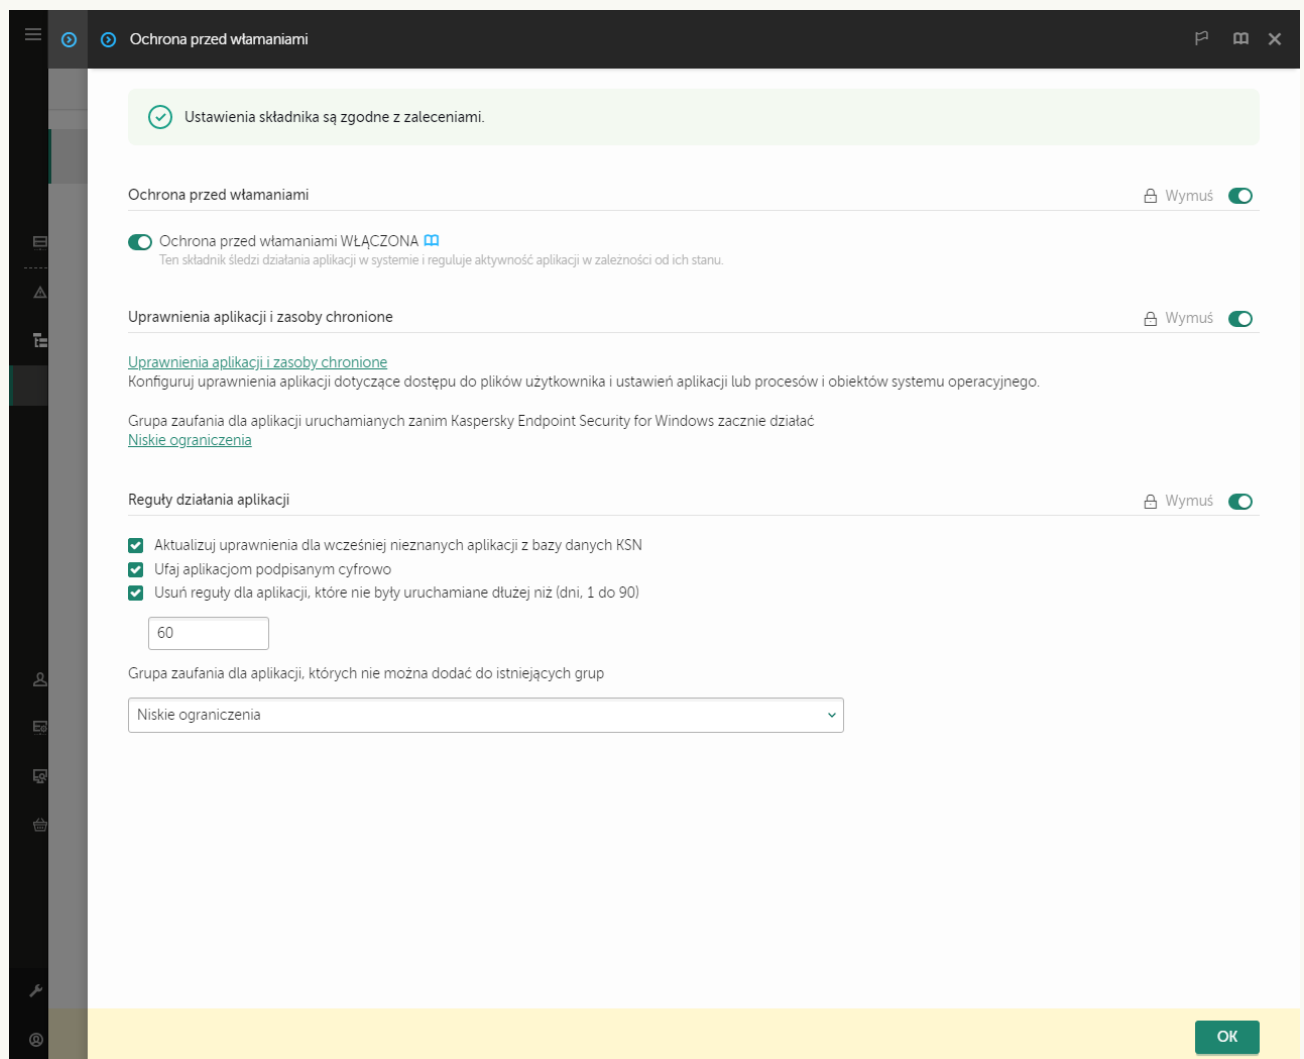 Ochrona przed włamaniami
Ustawienia składnika są zgodne z zaleceniami.
Ochrona przed włamaniami
Wymuś
Ochrona przed włamaniami WŁĄCZONA
Ten składnik śledzi działania aplikacji w systemie i reguluje aktywność aplikacji w zależności od ich stanu.
Uprawnienia aplikacji i zasoby chronione
Wymuś
Uprawnienia aplikacji i zasoby chronione
Konfiguruj uprawnienia aplikacji dotyczące dostępu do plików użytkownika i ustawień aplikacji lub procesów i obiektów systemu operacyjnego.
Grupa zaufania dla aplikacji uruchamianych zanim Kaspersky Endpoint Security for Windows zacznie działać
Niskie ograniczenia
Reguły działania aplikacji
Wymuś
Aktualizuj uprawnienia dla wcześniej nieznanych aplikacji z bazy danych KSN
Ufaj aplikacjom podpisanym cyfrowo
Usuń reguły dla aplikacji, które nie były uruchamiane dłużej niż (dni, 1 do 90)
60
Grupa zaufania dla aplikacji, których nie można dodać do istniejących grup
Niskie ograniczenia
OK